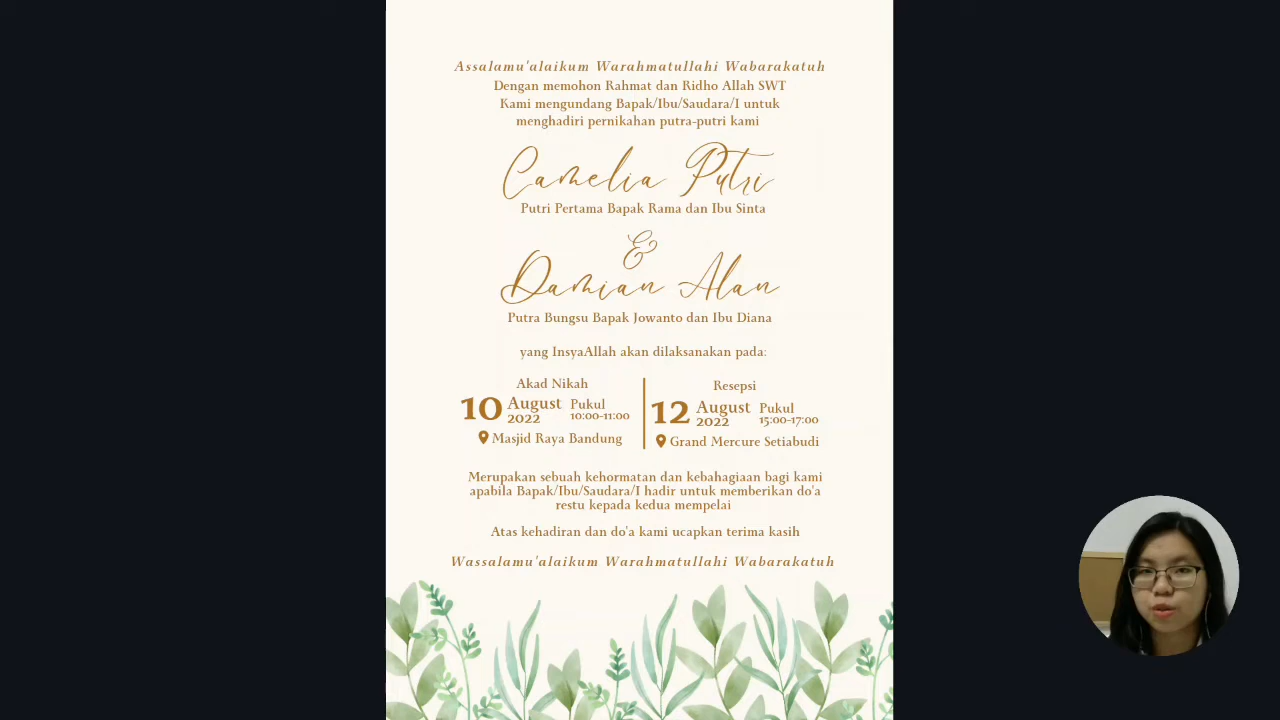 Assalamu'alaikum Warahmatullahi Wabarakatuh
Dengan memohon Rahmat dan Ridho Allah SWT
Kami mengundang Bapak/Ibu/Saudara/I untuk
menghadiri pernikahan putra-putri kami
Camelia Putri
Putri Pertama Bapak Rama dan Ibu Sinta
&
Damian Alan
Putra Bungsu Bapak Jowanto dan Ibu Diana
yang InsyaAllah akan dilaksanakan pada:
Akad Nikah
10 August 2022
Pukul
10:00-11:00
Masjid Raya Bandung
Resepsi
12 August 2022
Pukul
15:00-17:00
Grand Mercure Setiabudi
Merupakan sebuah kehormatan dan kebahagiaan bagi kami
apabila Bapak/Ibu/Saudara/I hadir untuk memberikan do'a
restu kepada kedua mempelai
Atas kehadiran dan do'a kami ucapkan terima kasih
Wassalamu'alaikum Warahmatullahi Wabarakatuh